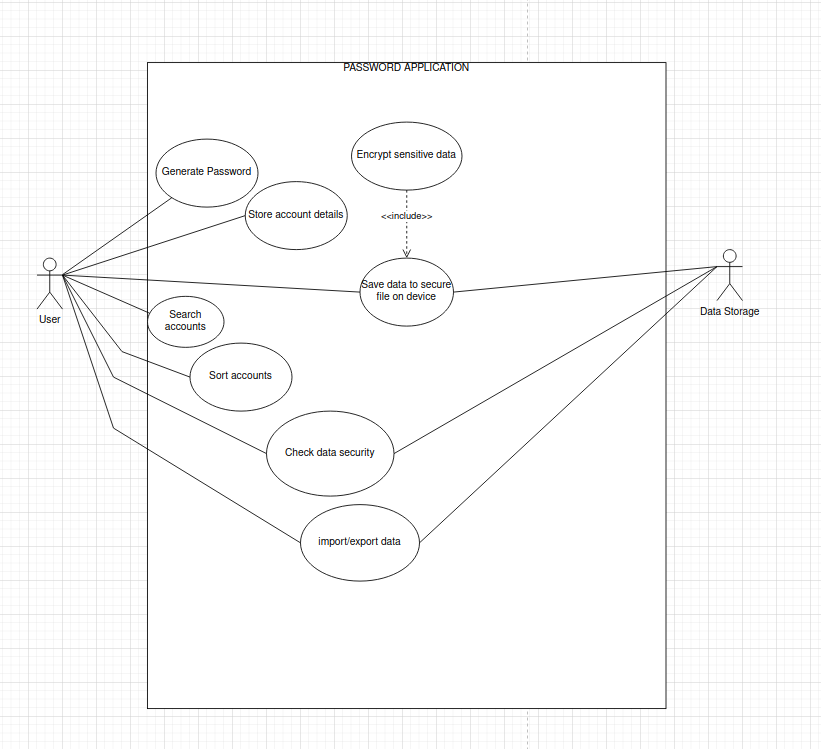 PASSWORD APPLICATION
Encrypt sensitive data
Generate Password
Store account details
<<include>>
Save data to secure
file on device
User
Data Storage
Search
accounts
Sort accounts
Check data security
import/export data